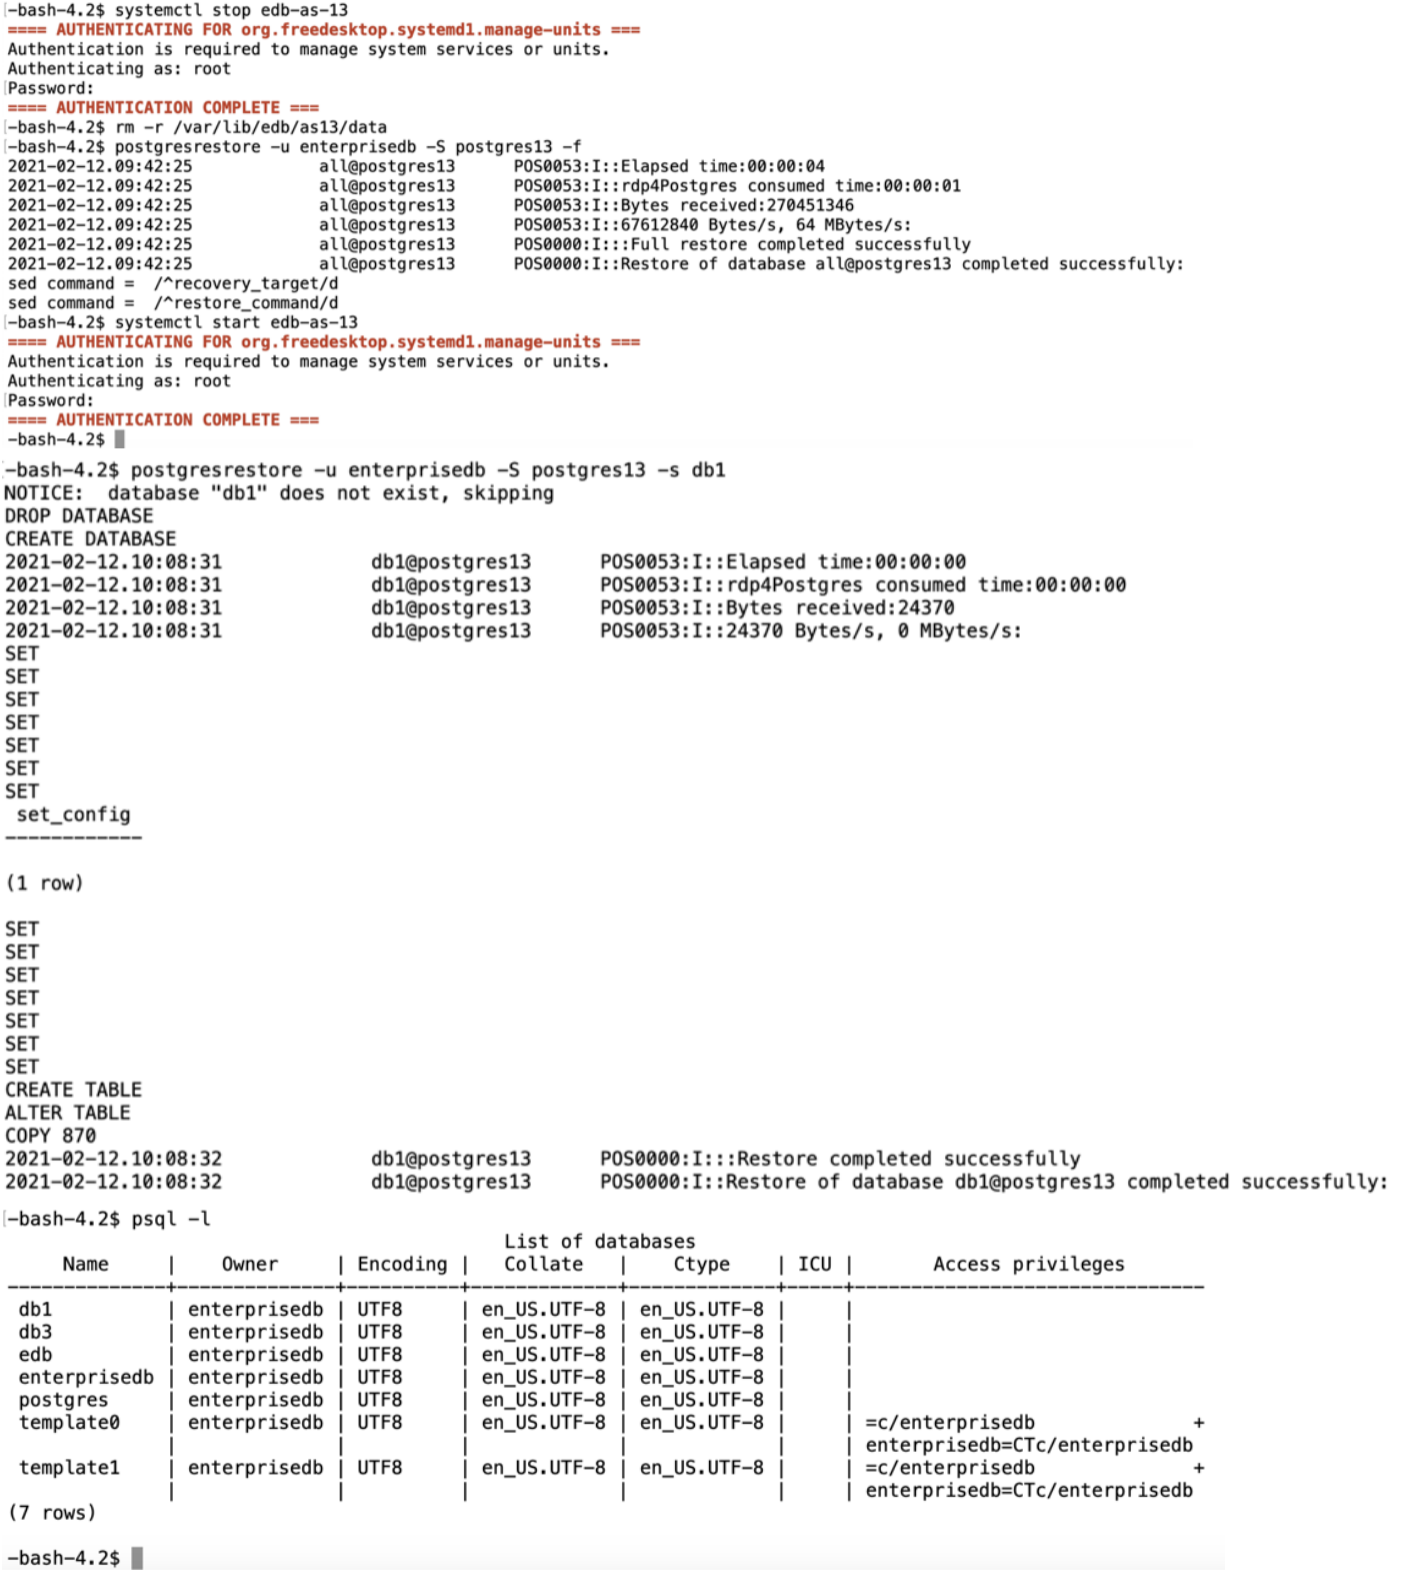 -bash-4.2$ systemctl stop edb-as-13
==== AUTHENTICATING FOR org.freedesktop.systemd1.manage-units ===
Authentication is required to manage system services or units.
Authenticating as: root
Password:
==== AUTHENTICATION COMPLETE ===
-bash-4.2$ rm -r /var/lib/edb/as13/data
-bash-4.2$ postgresrestore -u enterprisedb -S postgres13 -f
2021-02-12.09:42:25 all@postgres13 POS0053:I::Elapsed time:00:00:04
2021-02-12.09:42:25 all@postgres13 POS0053:I::rdp4Postgres consumed time:00:00:01
2021-02-12.09:42:25 all@postgres13 POS0053:I::Bytes received:270451346
2021-02-12.09:42:25 all@postgres13 POS0053:I::67612840 Bytes/s, 64 MBytes/s:
2021-02-12.09:42:25 all@postgres13 POS0000:I:::Full restore completed successfully
2021-02-12.09:42:25 all@postgres13 POS0000:I::Restore of database all@postgres13 completed successfully:
sed command =  /^recovery_target/d
sed command =  /^restore_command/d
-bash-4.2$ systemctl start edb-as-13
==== AUTHENTICATING FOR org.freedesktop.systemd1.manage-units ===
Authentication is required to manage system services or units.
Authenticating as: root
Password:
==== AUTHENTICATION COMPLETE ===
-bash-4.2$
-bash-4.2$ postgresrestore -u enterprisedb -S postgres13 -s db1
NOTICE:  database "db1" does not exist, skipping
DROP DATABASE
CREATE DATABASE
2021-02-12.10:08:31 db1@postgres13 POS0053:I::Elapsed time:00:00:00
2021-02-12.10:08:31 db1@postgres13 POS0053:I::rdp4Postgres consumed time:00:00:00
2021-02-12.10:08:31 db1@postgres13 POS0053:I::Bytes received:24370
2021-02-12.10:08:31 db1@postgres13 POS0053:I::24370 Bytes/s, 0 MBytes/s:
SET
SET
SET
SET
SET
SET
SET
set_config
------------
(1 row)
SET
SET
SET
SET
SET
SET
SET
CREATE TABLE
ALTER TABLE
COPY 870
2021-02-12.10:08:32 db1@postgres13 POS0000:I:::Restore completed successfully
2021-02-12.10:08:32 db1@postgres13 POS0000:I::Restore of database db1@postgres13 completed successfully:
-bash-4.2$ psql -l
List of databases
Name | Owner | Encoding | Collate | Ctype | ICU | Access privileges
--------------+--------------+----------+-------------+-------------+-----+-------------------------------
db1 | enterprisedb | UTF8 | en_US.UTF-8 | en_US.UTF-8 | |
db3 | enterprisedb | UTF8 | en_US.UTF-8 | en_US.UTF-8 | |
edb | enterprisedb | UTF8 | en_US.UTF-8 | en_US.UTF-8 | |
enterprisedb | enterprisedb | UTF8 | en_US.UTF-8 | en_US.UTF-8 | |
postgres | enterprisedb | UTF8 | en_US.UTF-8 | en_US.UTF-8 | |
template0 | enterprisedb | UTF8 | en_US.UTF-8 | en_US.UTF-8 | | =c/enterprisedb +
| | | | | | enterprisedb=CTc/enterprisedb
template1 | enterprisedb | UTF8 | en_US.UTF-8 | en_US.UTF-8 | | =c/enterprisedb +
| | | | | | enterprisedb=CTc/enterprisedb
(7 rows)
-bash-4.2$